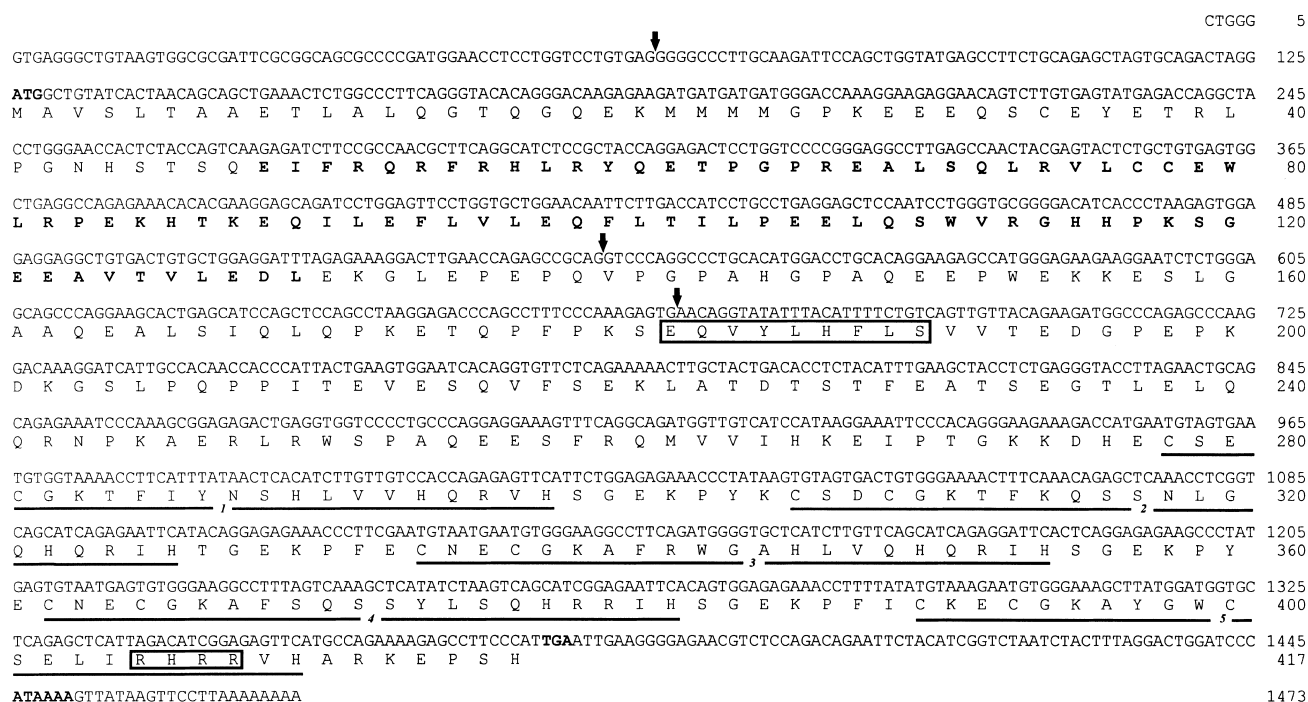 CTGGG 5
GTGAGGGCTGTAAGTGGCGCGATTCGCGGCAGCGCCCCGATGGAACCTCCTGGTCCTGTGAGGGGGCCCTTGCAAGATTCCAGCTGGTATGAGCCTTCTGCAGAGCTAGTGCAGACTAGG 125
ATGGCTGTATCACTAACAGCAGCTGAAACTCTGGCCCTTCAGGGTACACAGGGACAAGAGAAGATGATGATGATGGGACCAAAGGAAGAGGAACAGTCTTGTGAGTATGAGACCAGGCTA 245
M A V S L T A A E T L A L Q G T Q G Q E K M M M M G P K E E E Q S C E Y E T R L 40
CCTGGGAACCACTCTACCAGTCAAGAGATCTTCCGCCAACGCTTCAGGCATCTCCGCTACCAGGAGACTCCTGGTCCCCGGGAGGCCTTGAGCCAACTACGAGTACTCTGCTGTGAGTGG 365
P G N H S T S Q E I F R Q R F R H L R Y Q E T P G P R E A L S Q L R V L C C E W 80
CTGAGGCCAGAGAAACACACGAAGGAGCAGATCCTGGAGTTCCTGGTGCTGGAACAATTCTTGACCATCCTGCCTGAGGAGCTCCAATCCTGGGTGCGGGGACATCACCCTAAGAGTGGA 485
L R P E K H T K E Q I L E F L V L E Q F L T I L P E E L Q S W V R G H H P K S G 120
GAGGAGGCTGTGACTGTGCTGGAGGATTTAGAGAAAGGACTTGAACCAGAGCCGCAGGTCCCAGGCCCTGCACATGGACCTGCACAGGAAGAGCCATGGGAGAAGAAGGAATCTCTGGGA 605
E E A V T V L E D L E K G L E P E P Q V P G P A H G P A Q E E P W E K K E S L G 160
GCAGCCCAGGAAGCACTGAGCATCCAGCTCCAGCCTAAGGAGACCCAGCCTTTCCCAAAGAGTGAACAGGTATATTTACATTTTCTGTCAGTTGTTACAGAAGATGGCCCAGAGCCCAAG 725
A A Q E A L S I Q L Q P K E T Q P F P K S E Q V Y L H F L S V V T E D G P E P K 200
GACAAAGGATCATTGCCACAACCACCCATTACTGAAGTGGAATCACAGGTGTTCTCAGAAAAACTTGCTACTGACACCTCTACATTTGAAGCTACCTCTGAGGGTACCTTAGAACTGCAG 845
D K G S L P Q P P I T E V E S Q V F S E K L A T D T S T F E A T S E G T L E L Q 240
CAGAGAAATCCCAAAGCGGAGAGACTGAGGTGGTCCCCTGCCCAGGAGGAAAGTTTCAGGCAGATGGTTGTCATCCATAAGGAAATTCCCACAGGGAAGAAAGACCATGAATGTAGTGAA 965
Q R N P K A E R L R W S P A Q E E S F R Q M V V I H K E I P T G K K D H E C S E 280
TGTGGTAAAACCTTCATTTATAACTCACATCTTGTTGTCCACCAGAGAGTTCATTCTGGAGAGAAACCCTATAAGTGTAGTGACTGTGGGAAAACTTTCAAACAGAGCTCAAACCTCGGT 1085
C G K T F I Y N S H L V V H Q R V H S G E K P Y K C S D C G K T F K Q S S N L G 320
1 2
CAGCATCAGAGAATTCATACAGGAGAGAAACCCTTCGAATGTAATGAATGTGGGAAGGCCTTCAGATGGGGTGCTCATCTTGTTCAGCATCAGAGGATTCACTCAGGAGAGAAGCCCTAT 1205
Q H Q R I H T G E K P F E C N E C G K A F R W G A H L V Q H Q R I H S G E K P Y 360
3
GAGTGTAATGAGTGTGGGAAGGCCTTTAGTCAAAGCTCATATCTAAGTCAGCATCGGAGAATTCACAGTGGAGAGAAACCTTTTATATGTAAAGAATGTGGGAAAGCTTATGGATGGTGC 1325
E C N E C G K A F S Q S S Y L S Q H R R I H S G E K P F I C K E C G K A Y G W C 400
4 5
TCAGAGCTCATTAGACATCGGAGAGTTCATGCCAGAAAAGAGCCTTCCCATTGAATTGAAGGGGAGAACGTCTCCAGACAGAATTCTACATCGGTCTAATCTACTTTAGGACTGGATCCC 1445
S E L I R H R R V H A R K E P S H 417
ATAAAAGTTATAAGTTCCTTAAAAAAAA 1473